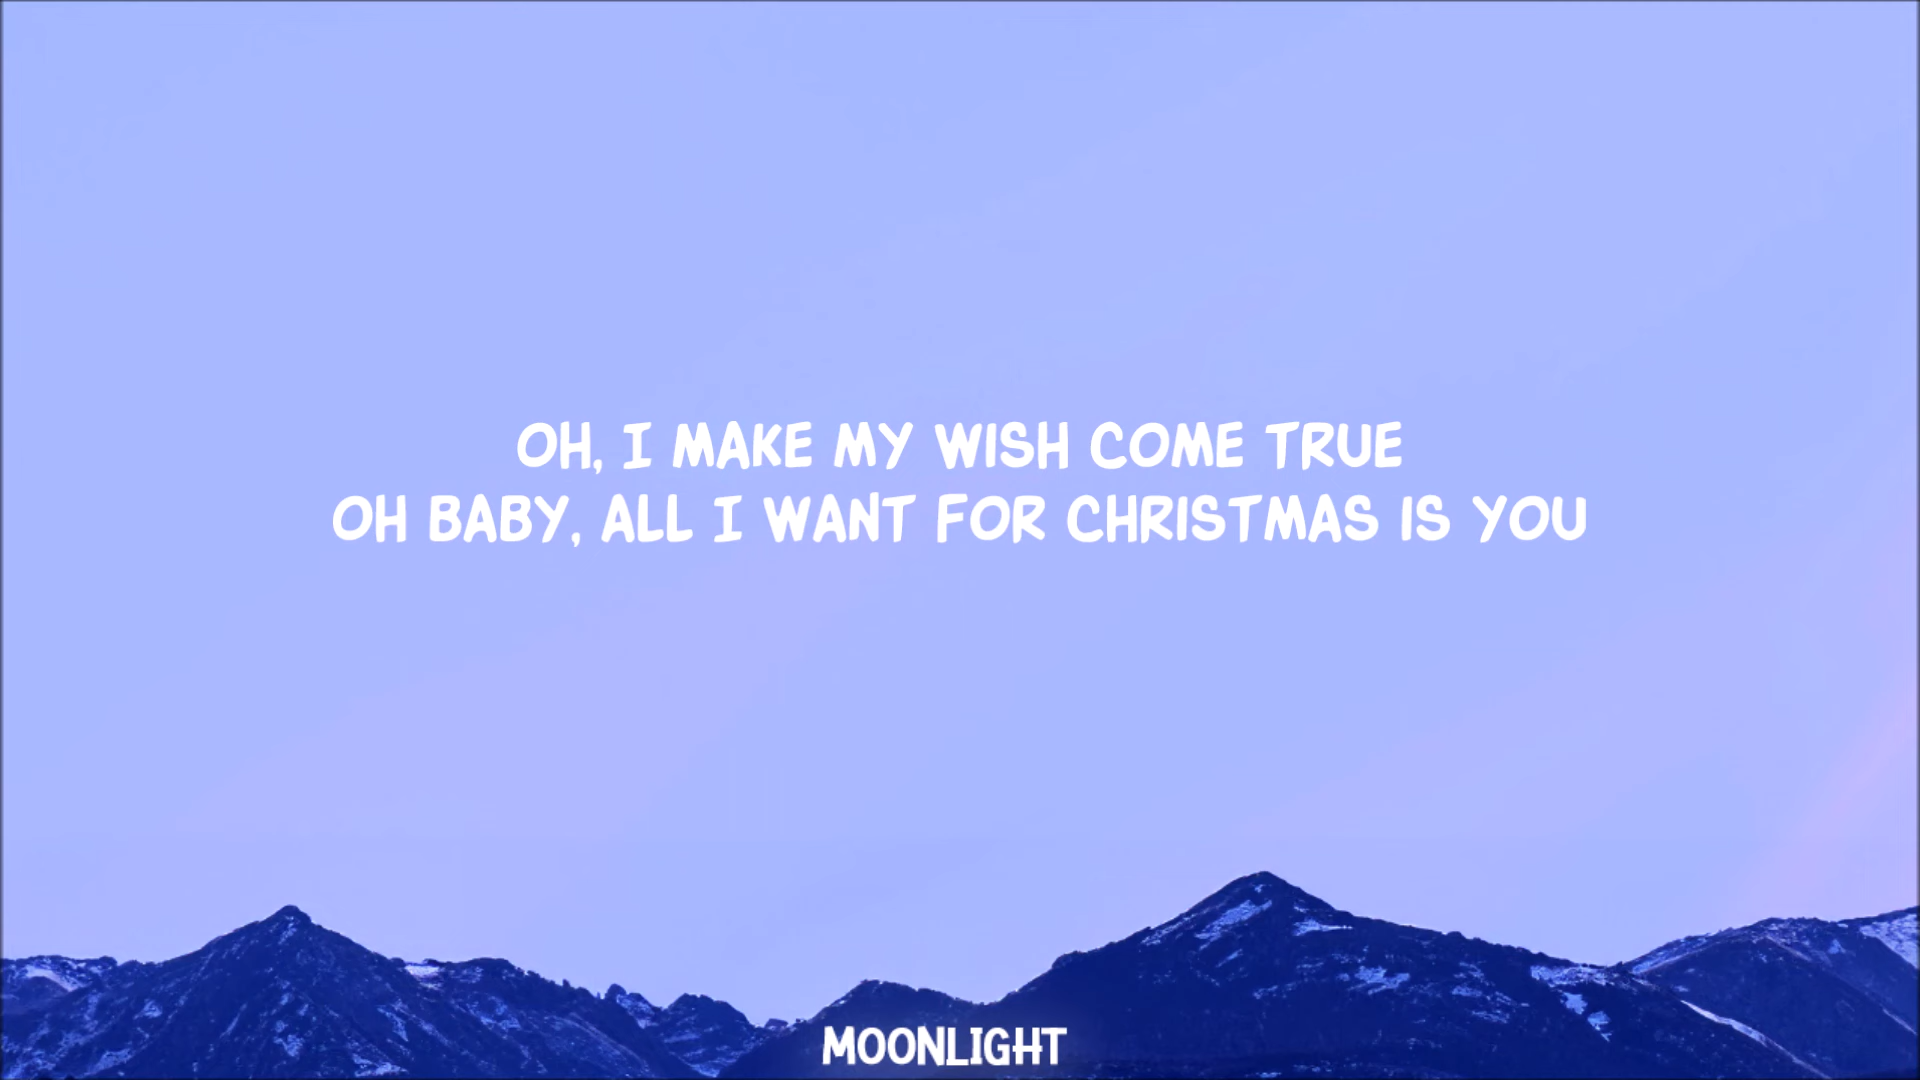 OH, I MAKE MY WISH COME TRUE
OH BABY, ALL I WANT FOR CHRISTMAS IS YOU
MOONLIGHT